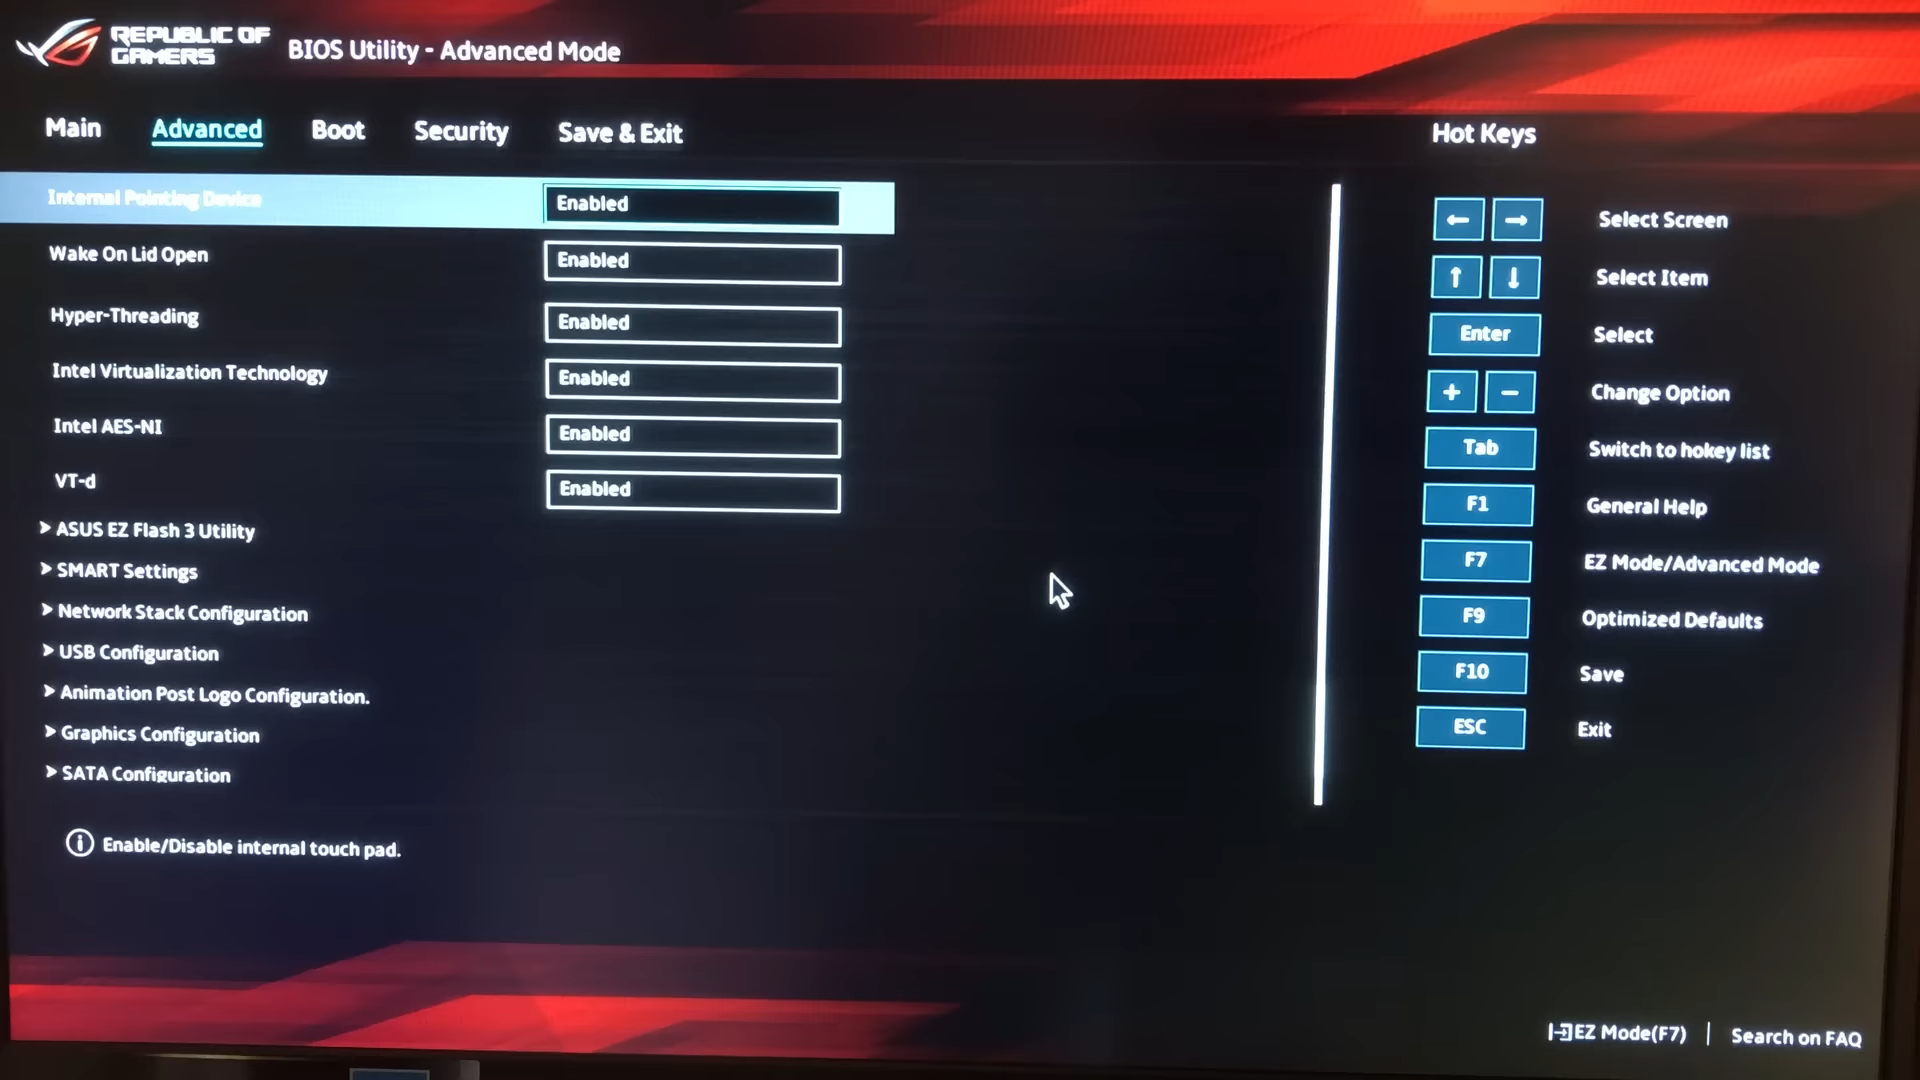 REPUBLIC OF
GAMERS
BIOS Utility - Advanced Mode
Main Advanced Boot Security Save & Exit
Hot Keys
Internal Pointing Device Enabled
Wake On Lid Open Enabled
Hyper-Threading Enabled
Intel Virtualization Technology Enabled
Intel AES-NI Enabled
VT-d Enabled
> ASUS EZ Flash 3 Utility
> SMART Settings
> Network Stack Configuration
> USB Configuration
> Animation Post Logo Configuration.
> Graphics Configuration
> SATA Configuration
Enable/Disable internal touch pad.
← → Select Screen
↑ ↓ Select Item
Enter Select
+ - Change Option
Tab Switch to hokey list
F1 General Help
F7 EZ Mode/Advanced Mode
F9 Optimized Defaults
F10 Save
ESC Exit
EZ Mode(F7) | Search on FAQ